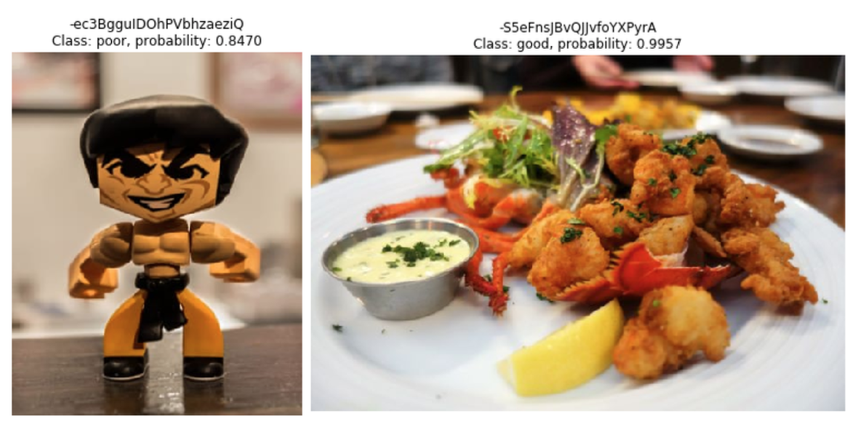 -ec3BgguIDOhPVbhzaeziQ
Class: poor, probability: 0.8470
-S5eFnsJBvQJJvfoYXPyrA
Class: good, probability: 0.9957